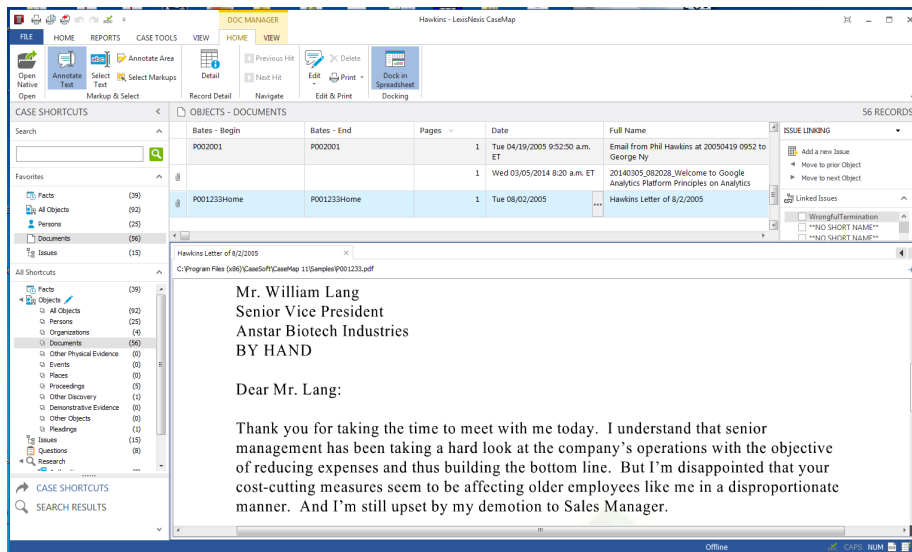 DOC MANAGER
Hawkins - LexisNexis CaseMap
FILE HOME REPORTS CASE TOOLS VIEW HOME VIEW
Open Native
Annotate Text
Select Text
Annotate Area
Select Markups
Detail
Previous Hit
Next Hit
Edit
Delete
Print
Dock in Spreadsheet
Open Markup & Select Record Detail Navigate Edit & Print Docking
CASE SHORTCUTS
Search
Favorites
Facts (39)
All Objects (92)
Persons (25)
Documents (56)
Issues (15)
All Shortcuts
Facts (39)
Objects
All Objects (92)
Persons (25)
Organizations (4)
Documents (56)
Other Physical Evidence (0)
Events (0)
Places (0)
Proceedings (5)
Other Discovery (1)
Demonstrative Evidence (0)
Other Objects (0)
Pleadings (1)
Issues (15)
Questions (8)
Research
CASE SHORTCUTS
SEARCH RESULTS
OBJECTS - DOCUMENTS 56 RECORDS
Bates - Begin Bates - End Pages Date Full Name
P002001 P002001 1 Tue 04/19/2005 9:52:50 a.m. ET Email from Phil Hawkins at 20050419 0952 to George Ny
1 Wed 03/05/2014 8:20 a.m. ET 20140305_082028_Welcome to Google Analytics Platform Principles on Analytics
P001233Home P001233Home 1 Tue 08/02/2005 ... Hawkins Letter of 8/2/2005
ISSUE LINKING
Add a new Issue
Move to prior Object
Move to next Object
Linked Issues
WrongfulTermination
**NO SHORT NAME**
**NO SHORT NAME**
Hawkins Letter of 8/2/2005
C:\Program Files (x86)\CaseSoft\CaseMap 11\Samples\P001233.pdf
Mr. William Lang
Senior Vice President
Anstar Biotech Industries
BY HAND
Dear Mr. Lang:
Thank you for taking the time to meet with me today. I understand that senior
management has been taking a hard look at the company's operations with the objective
of reducing expenses and thus building the bottom line. But I'm disappointed that your
cost-cutting measures seem to be affecting older employees like me in a disproportionate
manner. And I'm still upset by my demotion to Sales Manager.
Offline CAPS NUM